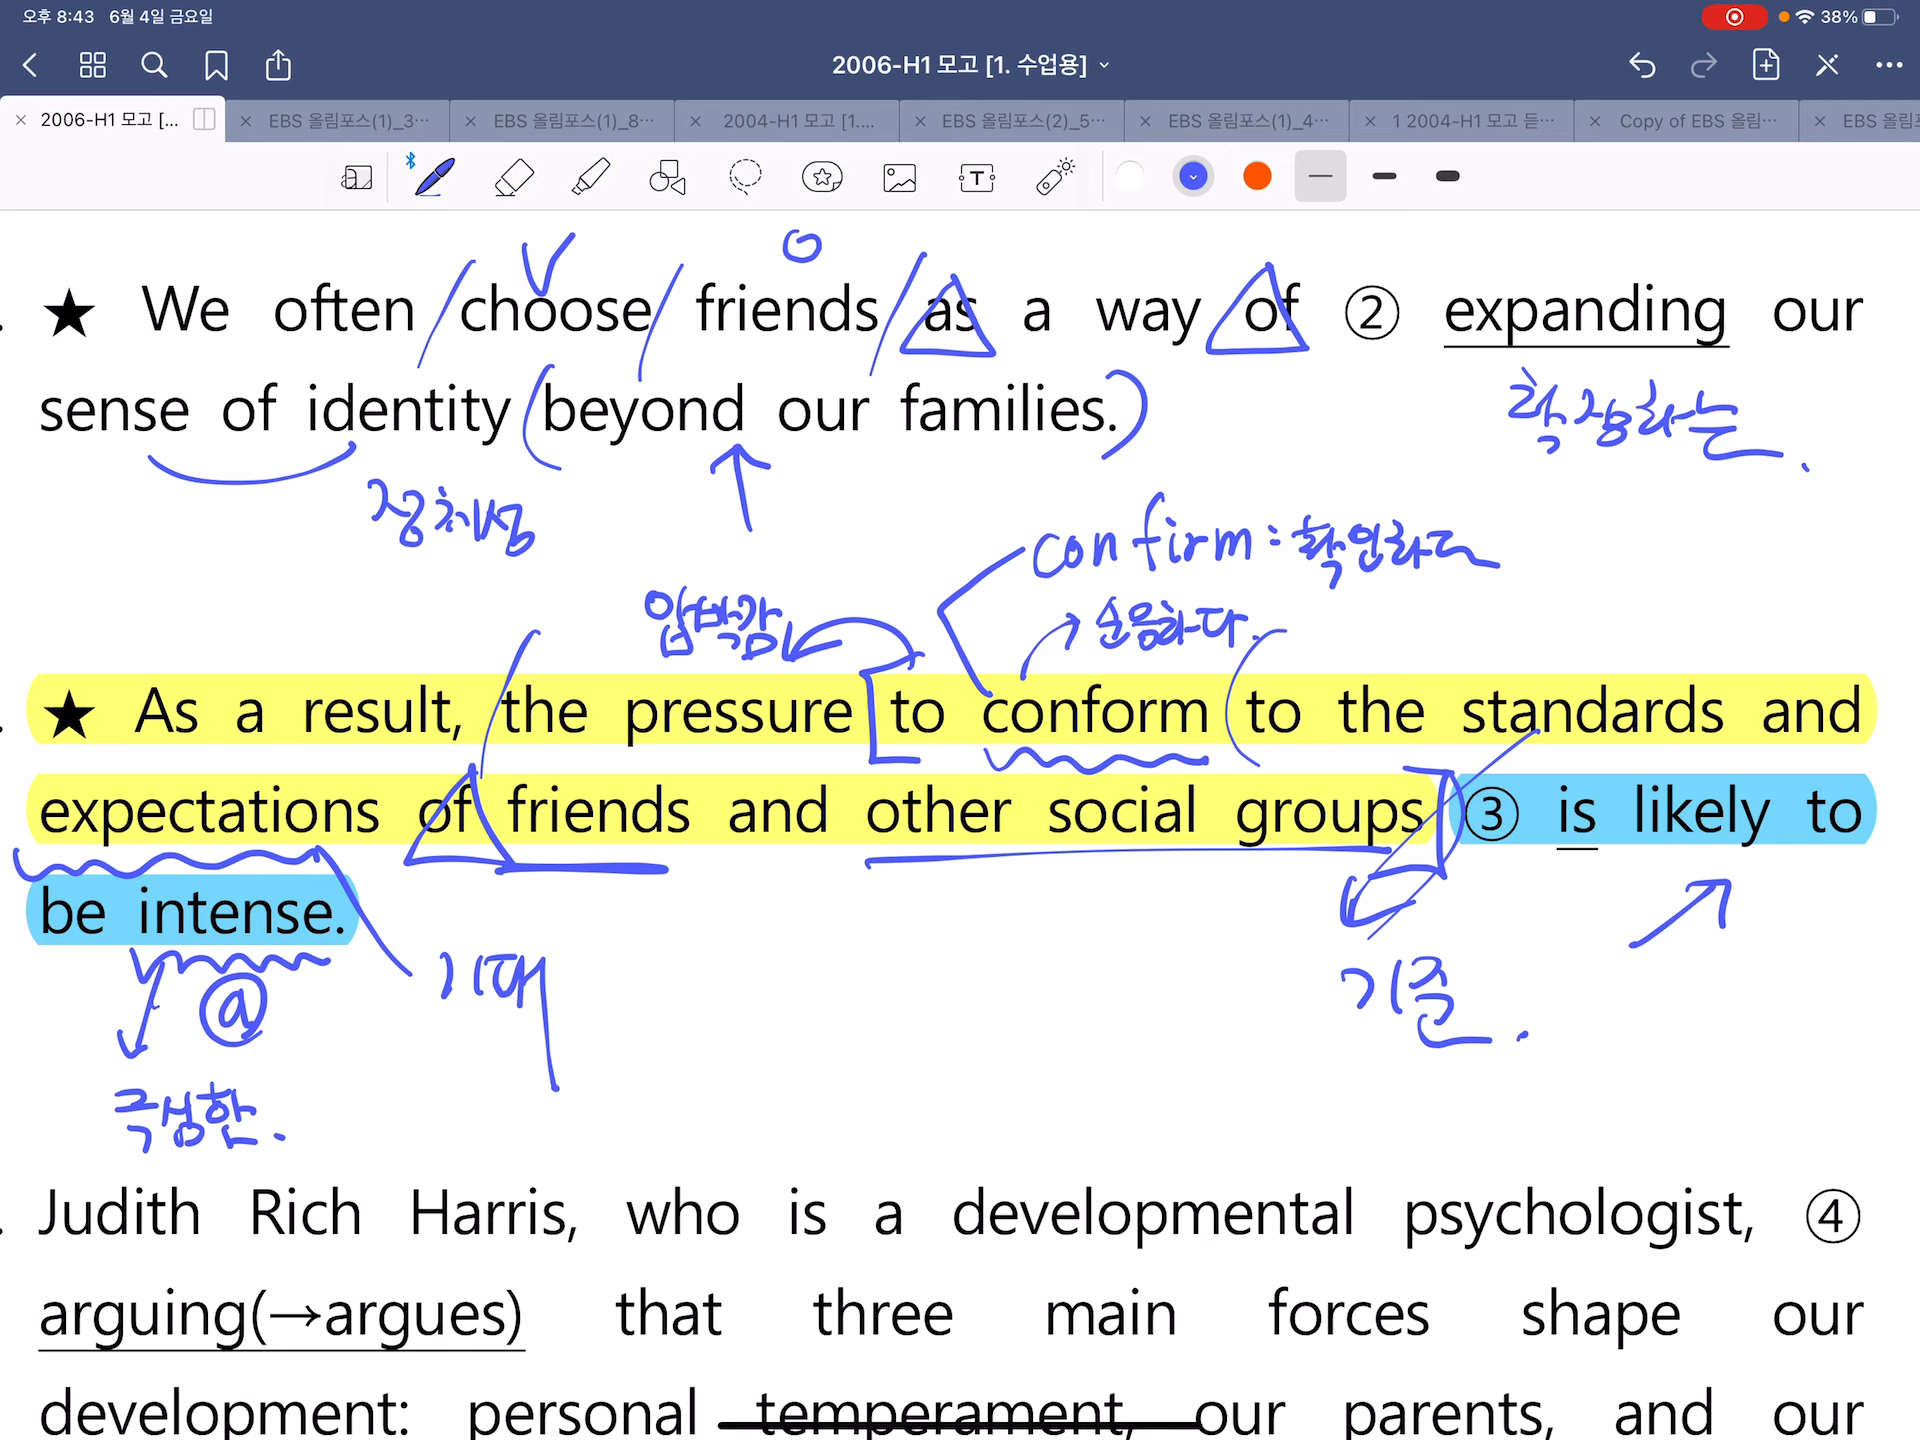 오후 8:43 6월 4일 금요일
38%
2006-H1 모고 [1. 수업용]
2006-H1 모고 [...
EBS 올림포스(1)_3...
EBS 올림포스(1)_8...
2004-H1 모고 [1....
EBS 올림포스(2)_5...
EBS 올림포스(1)_4...
1 2004-H1 모고 듣...
Copy of EBS 올림...
EBS 올림포
V O
★ We often choose friends as a way of ② expanding our
확장하는.
sense of identity (beyond our families.)
정체성
confirm : 확인하다
압박감
→ 순응하다.
★ As a result, the pressure to conform to the standards and
expectations of friends and other social groups ③ is likely to
be intense.
ⓐ
기대
기준.
극심한.
Judith Rich Harris, who is a developmental psychologist, ④
arguing(→argues) that three main forces shape our
development: personal temperament, our parents, and our